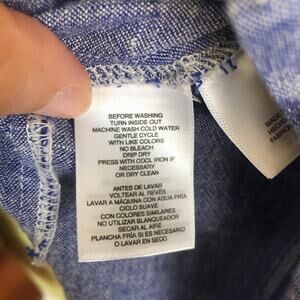 BEFORE WASHING
TURN INSIDE OUT
MACHINE WASH COLD WATER
GENTLE CYCLE
WITH LIKE COLORS
NO BLEACH
DRIP DRY
PRESS WITH COOL IRON IF
NECESSARY
OR DRY CLEAN
ANTES DE LAVAR
VOLTEAR AL REVÉS
LAVAR A MÁQUINA CON AGUA FRÍA
CICLO SUAVE
CON COLORES SIMILARES
NO UTILIZAR BLANQUEADOR
SECAR AL AIRE
PLANCHA FRÍA SI ES NECESARIO
O LAVAR EN SECO
MADE
HECHO
FABRI